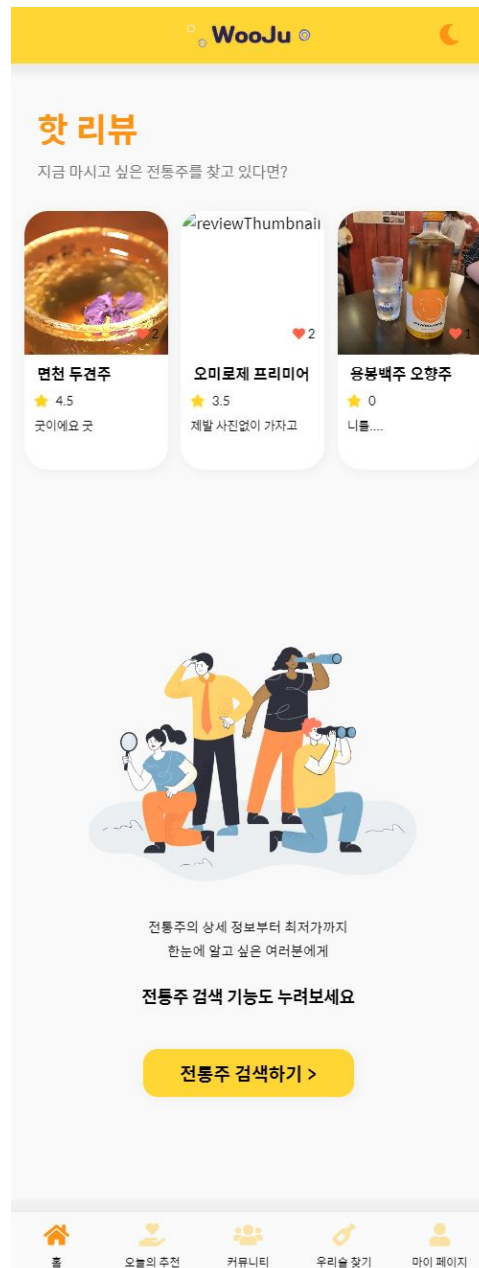 WooJu
핫 리뷰
지금 마시고 싶은 전통주를 찾고 있다면?
reviewThumbnail
2
2
1
면천 두견주
오미로제 프리미어
용봉백주 오향주
4.5
3.5
0
굿이에요 굿
제발 사진없이 가자고
니를....
전통주의 상세 정보부터 최저가까지
한눈에 알고 싶은 여러분에게
전통주 검색 기능도 누려보세요
전통주 검색하기 >
홈
오늘의 추천
커뮤니티
우리술 찾기
마이 페이지